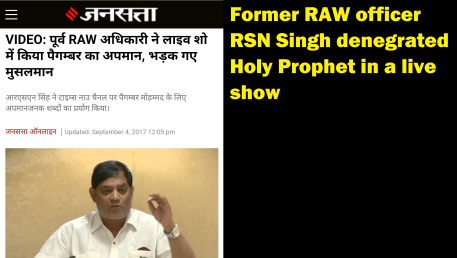 जनसत्ता
VIDEO: पूर्व RAW अधिकारी ने लाइव शो
में किया पैगम्बर का अपमान, भड़क गए
मुसलमान
आरएसएन सिंह ने टाइम्स नाउ चैनल पर पैगम्बर मोहम्मद के लिए
अपमानजनक शब्दों का प्रयोग किया।
जनसत्ता ऑनलाइन | Updated: September 4, 2017 12:05 pm
Former RAW officer
RSN Singh denegrated
Holy Prophet in a live
show